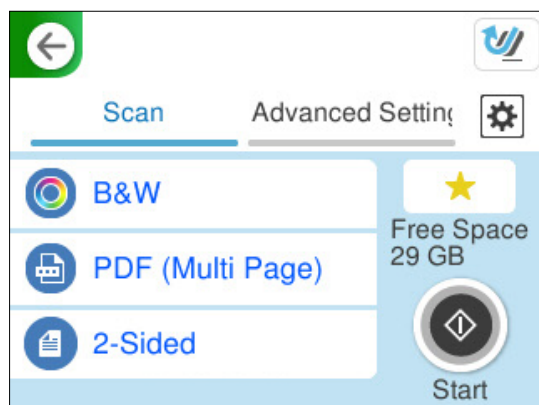 Scan
Advanced Setting
B&W
PDF (Multi Page)
2-Sided
Free Space
29 GB
Start